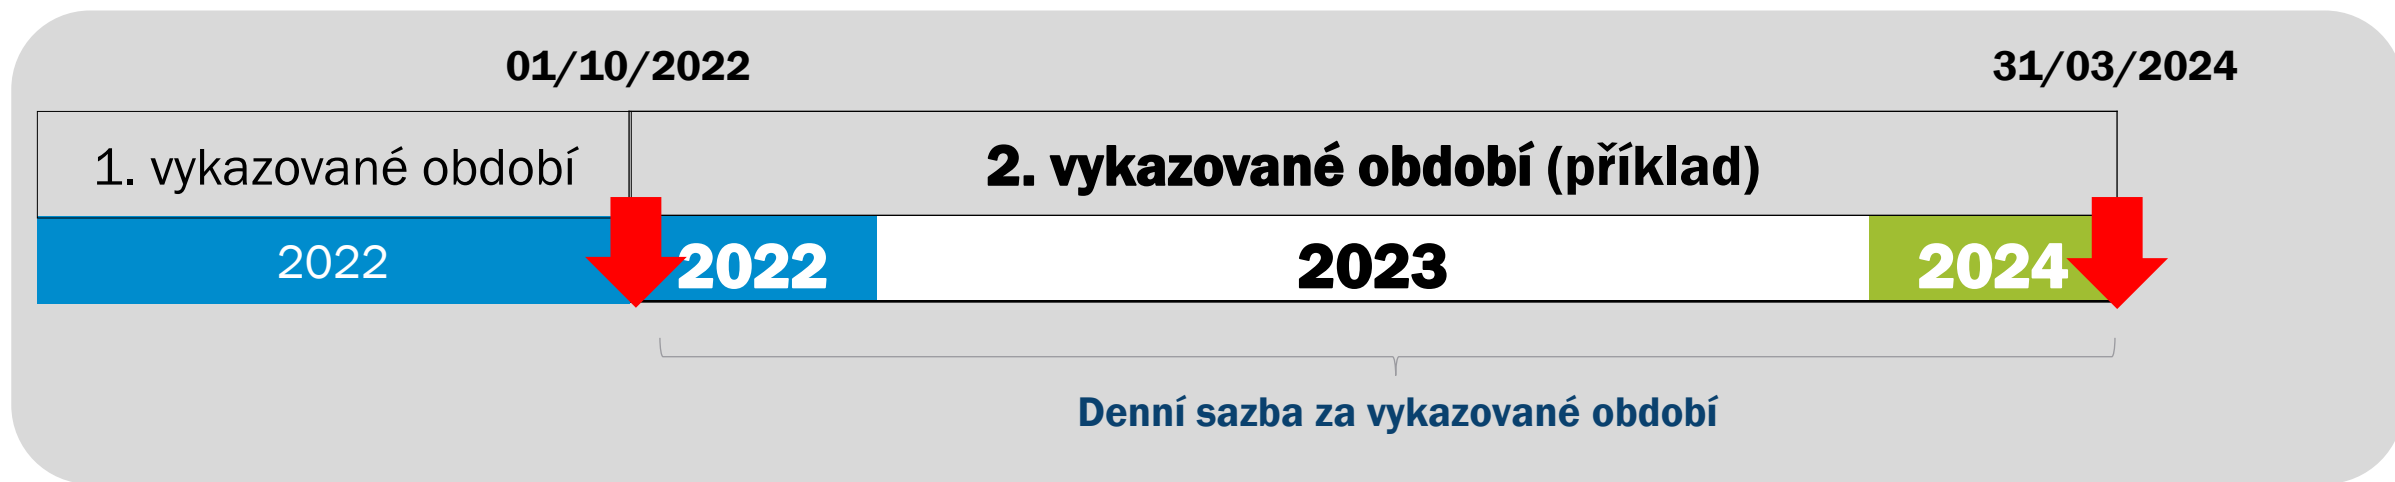 01/10/2022
31/03/2024
1. vykazované období
2. vykazované období (příklad)
2022
2022
2023
2024
Denní sazba za vykazované období